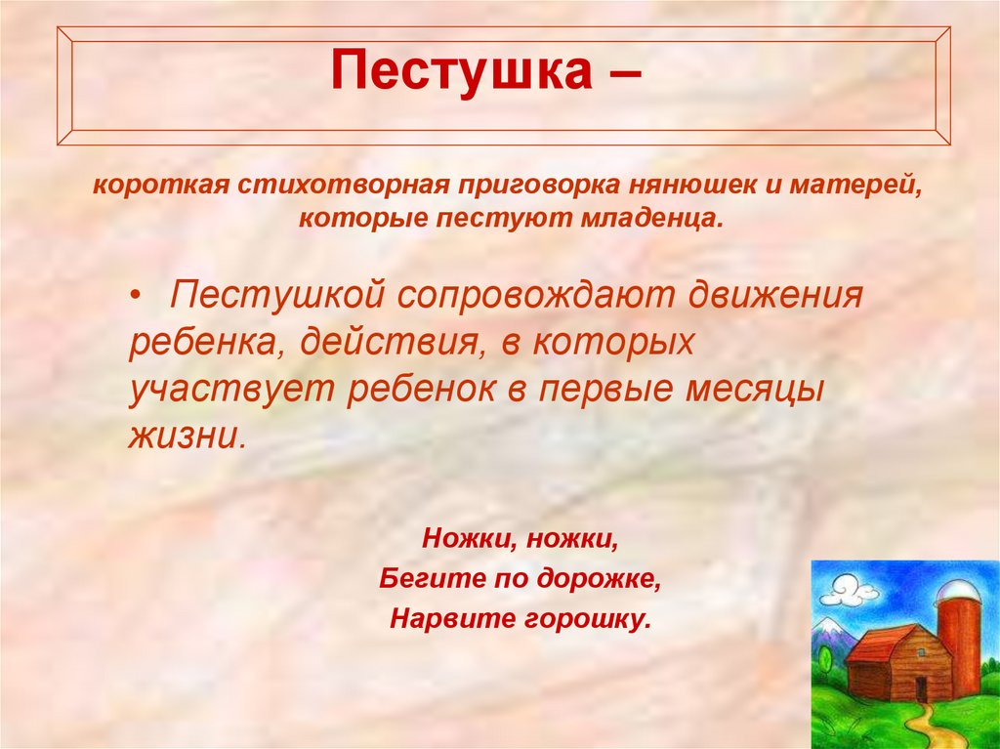 Пестушка –
короткая стихотворная приговорка нянюшек и матерей,
которые пестуют младенца.
• Пестушкой сопровождают движения
ребенка, действия, в которых
участвует ребенок в первые месяцы
жизни.
Ножки, ножки,
Бегите по дорожке,
Нарвите горошку.